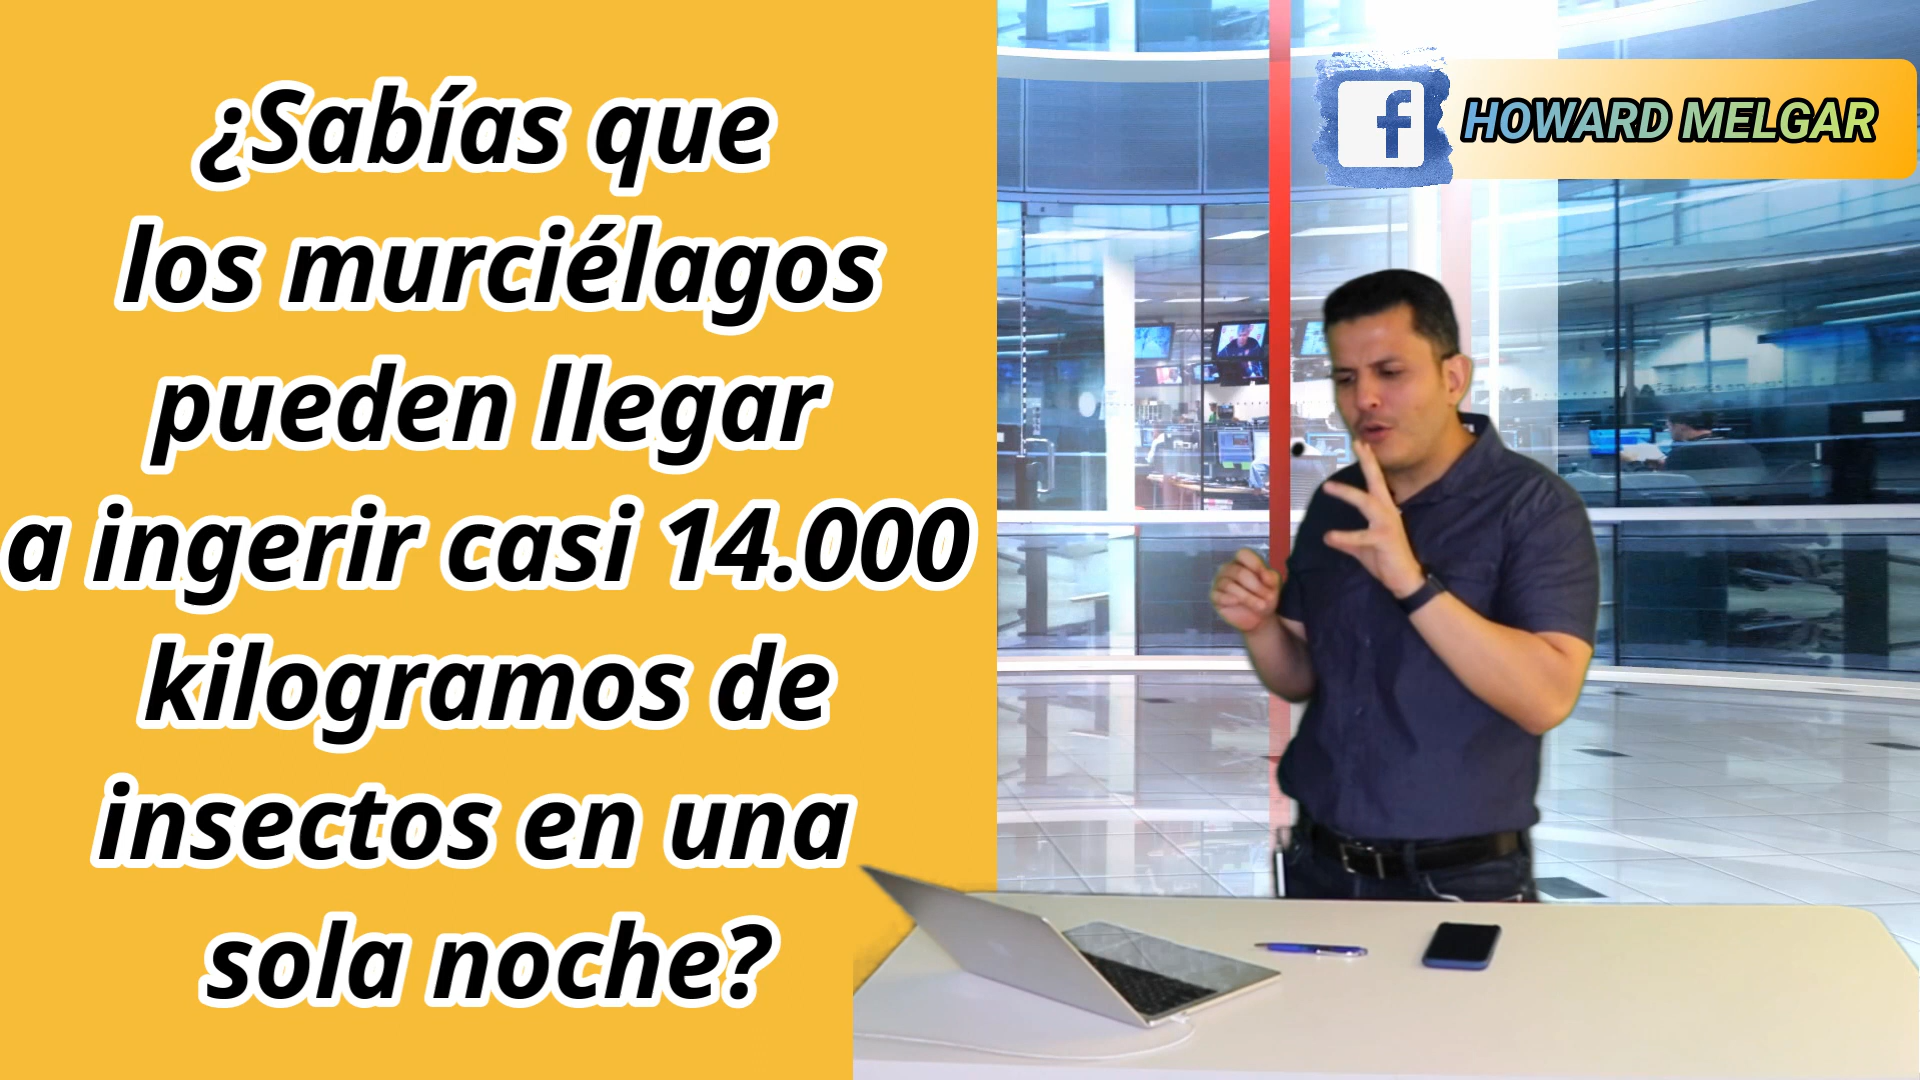 ¿Sabías que
los murciélagos
pueden llegar
a ingerir casi 14.000
kilogramos de
insectos en una
sola noche?
HOWARD MELGAR